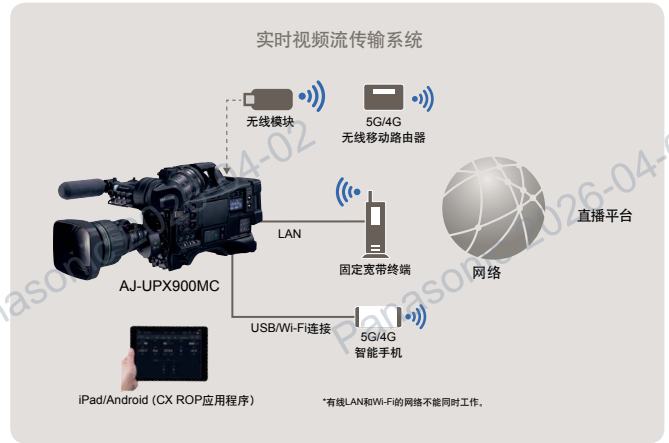 实时视频流传输系统
无线模块
5G/4G
无线移动路由器
直播平台
LAN
固定宽带终端
网络
AJ-UPX900MC
USB/Wi-Fi连接
5G/4G
智能手机
iPad/Android (CX ROP应用程序)
*有线LAN和Wi-Fi的网络不能同时工作。